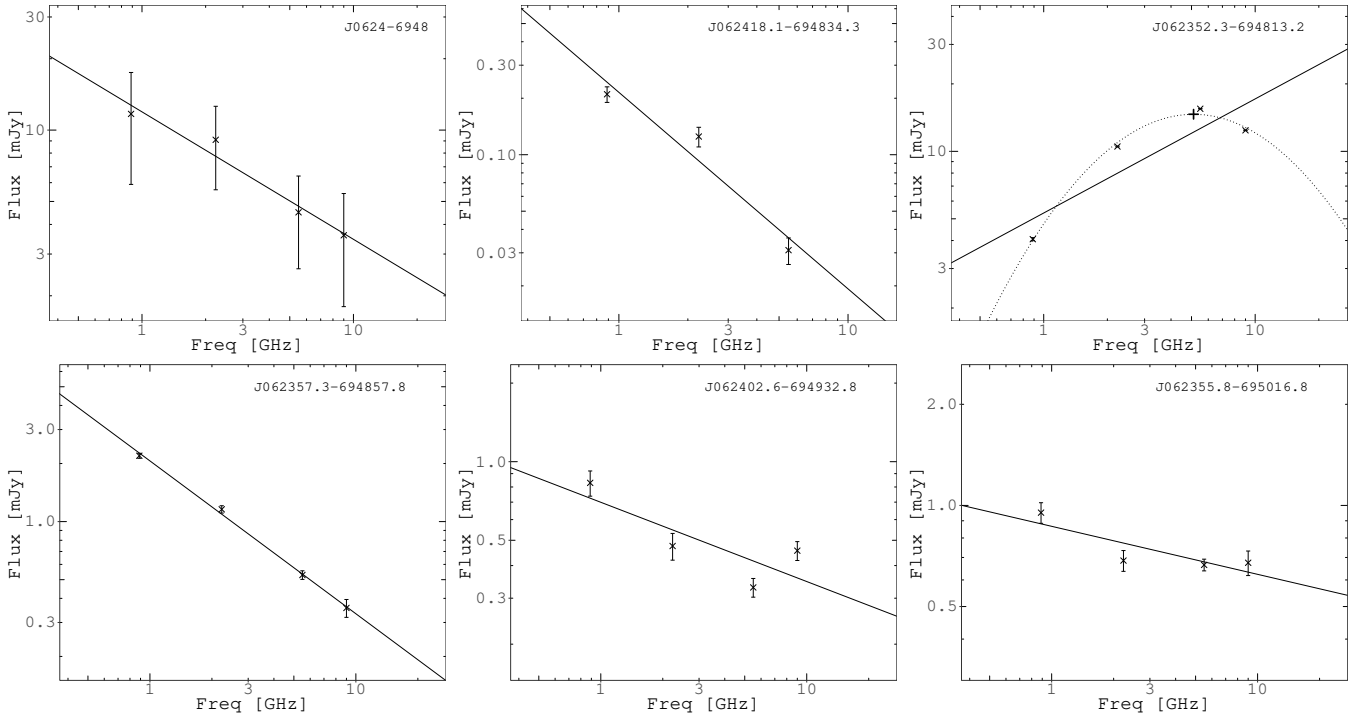 J0624−6948
30
10
3
Flux [mJy]
1
3
10
Freq [GHz]
J062418.1−694834.3
0.30
0.10
0.03
Flux [mJy]
1
3
10
Freq [GHz]
J062352.3−694813.2
30
10
3
Flux [mJy]
1
3
10
Freq [GHz]
J062357.3−694857.8
3.0
1.0
0.3
Flux [mJy]
1
3
10
Freq [GHz]
J062402.6−694932.8
1.0
0.5
0.3
Flux [mJy]
1
3
10
Freq [GHz]
J062355.8−695016.8
2.0
1.0
0.5
Flux [mJy]
1
3
10
Freq [GHz]